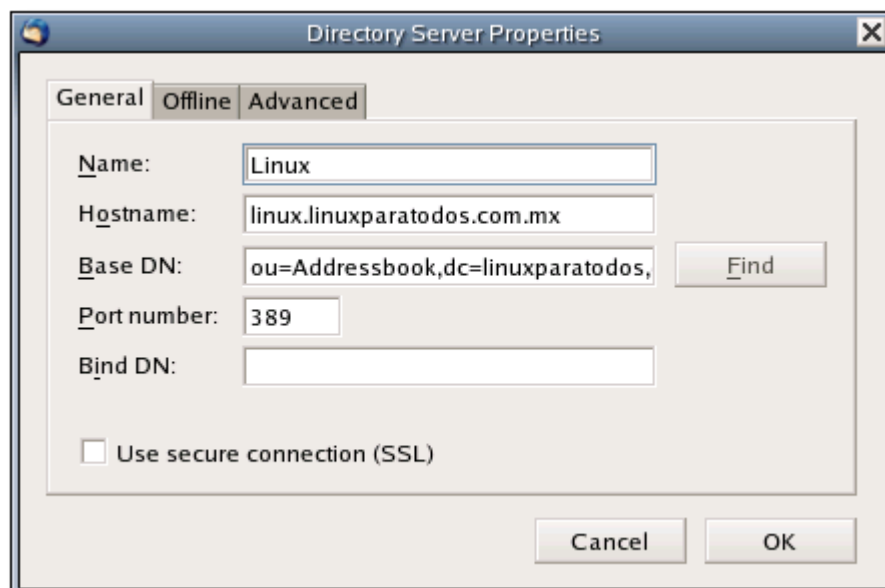 Directory Server Properties
General Offline Advanced
Name: Linux
Hostname: linux.linuxparatodos.com.mx
Base DN: ou=Addressbook,dc=linuxparatodos, Find
Port number: 389
Bind DN:
Use secure connection (SSL)
Cancel OK